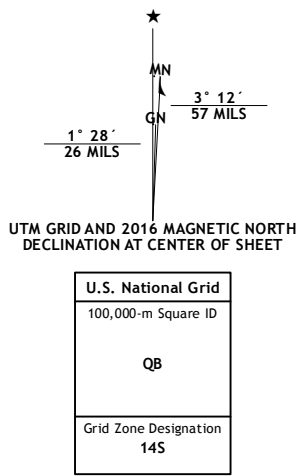 MN
GN
3° 12´
57 MILS
1° 28´
26 MILS
UTM GRID AND 2016 MAGNETIC NORTH
DECLINATION AT CENTER OF SHEET
U.S. National Grid
100,000-m Square ID
QB
Grid Zone Designation
14S